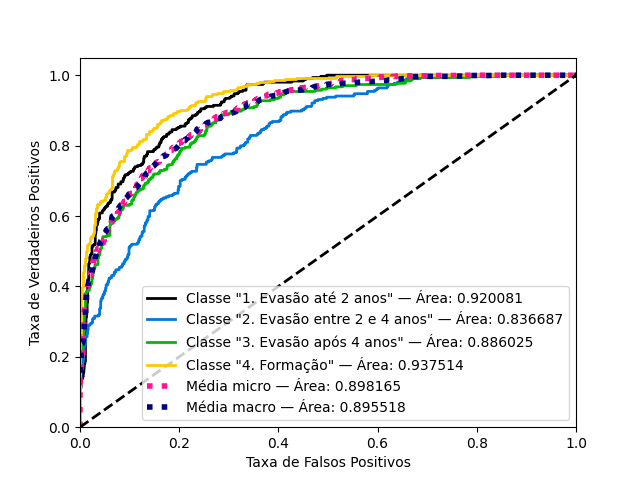 1.0
0.8
0.6
0.4
0.2
0.0
Taxa de Verdadeiros Positivos
Classe "1. Evasão até 2 anos" — Área: 0.920081
Classe "2. Evasão entre 2 e 4 anos" — Área: 0.836687
Classe "3. Evasão após 4 anos" — Área: 0.886025
Classe "4. Formação" — Área: 0.937514
Média micro — Área: 0.898165
Média macro — Área: 0.895518
0.0 0.2 0.4 0.6 0.8 1.0
Taxa de Falsos Positivos